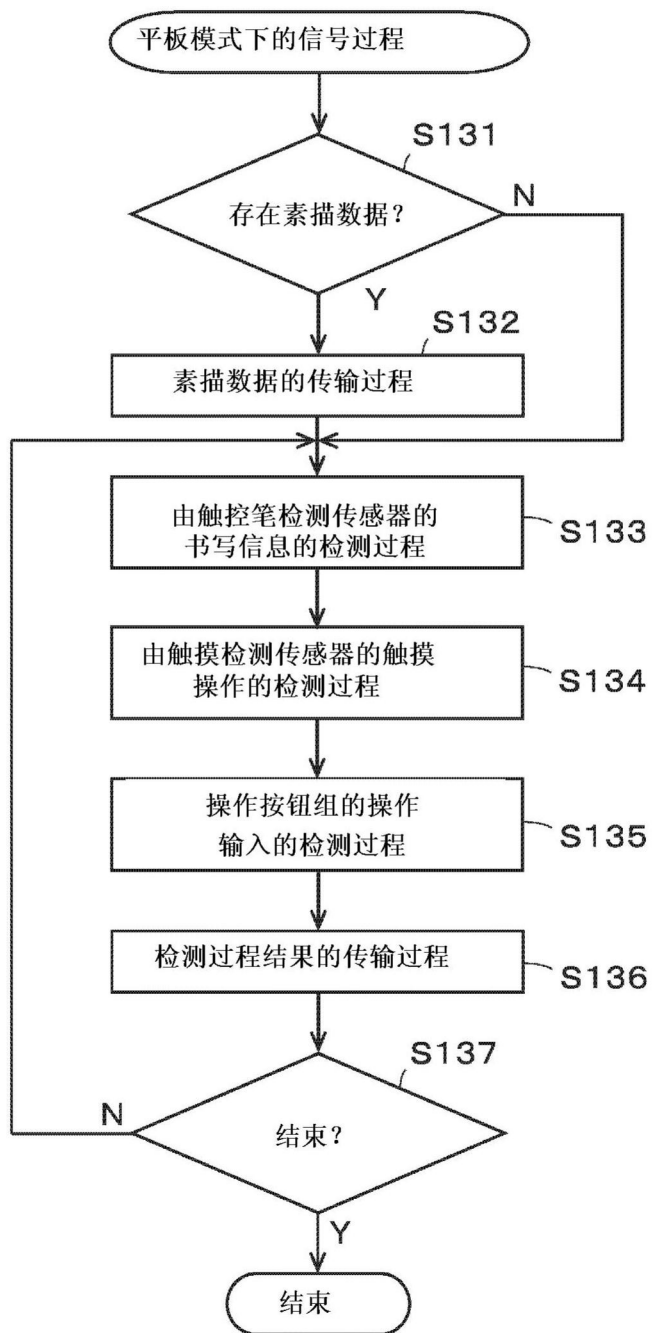 平板模式下的信号过程
S131
存在素描数据？
N
Y
S132
素描数据的传输过程
由触控笔检测传感器的
书写信息的检测过程
S133
由触摸检测传感器的触摸
操作的检测过程
S134
操作按钮组的操作
输入的检测过程
S135
检测过程结果的传输过程
S136
S137
N
结束？
Y
结束